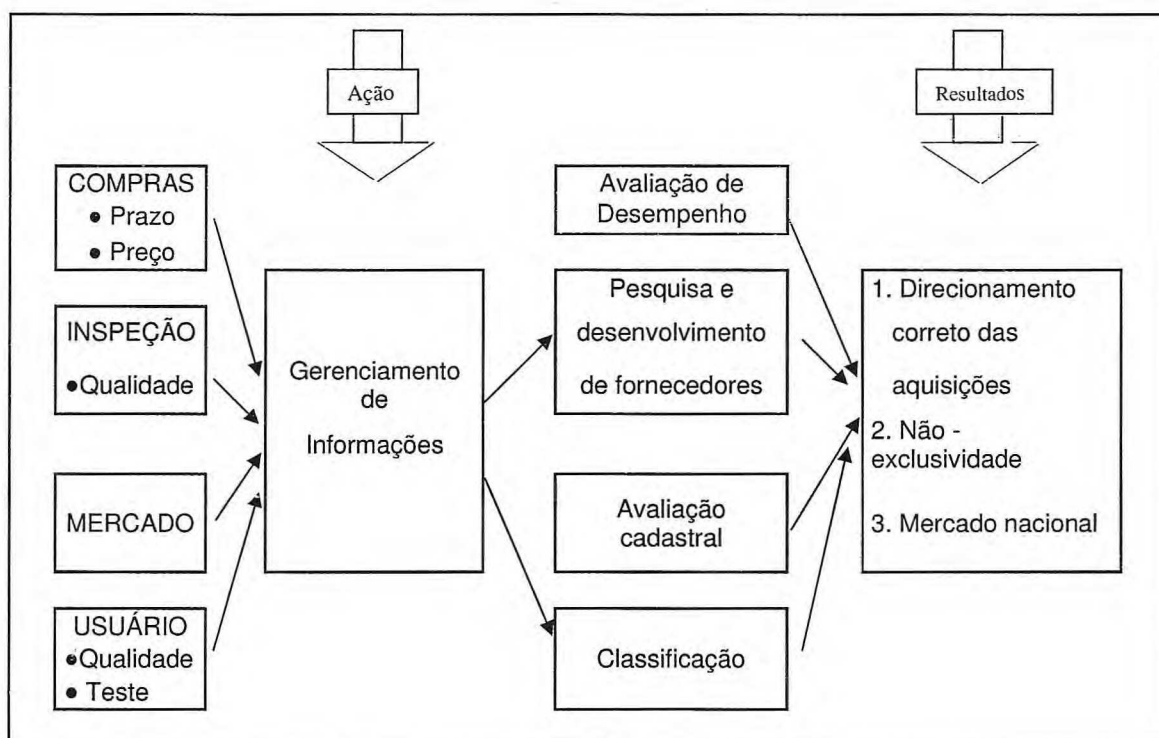 Ação
Resultados
COMPRAS
• Prazo
• Preço
INSPEÇÃO
•Qualidade
MERCADO
USUÁRIO
•Qualidade
• Teste
Gerenciamento
de
Informações
Avaliação de
Desempenho
Pesquisa e
desenvolvimento
de fornecedores
Avaliação
cadastral
Classificação
1. Direcionamento
correto das
aquisições
2. Não -
exclusividade
3. Mercado nacional